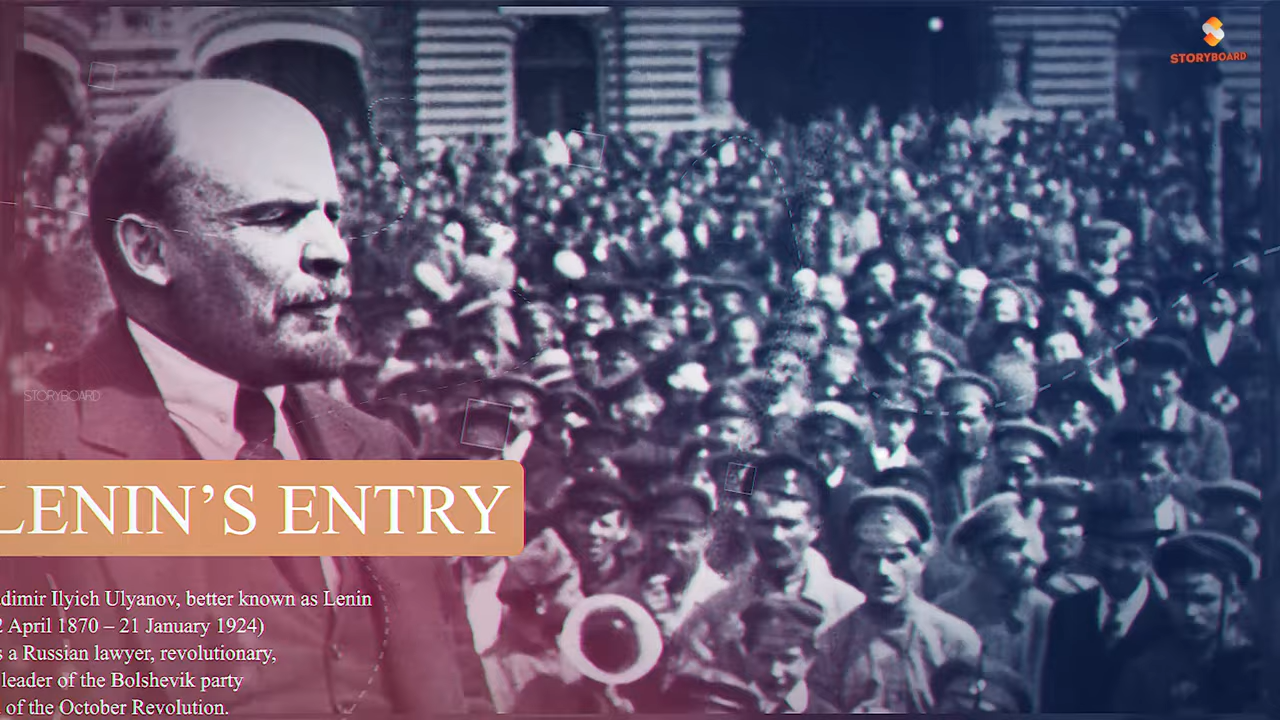 STORYBOARD
STORYBOARD
LENIN’S ENTRY
dimir Ilyich Ulyanov, better known as Lenin
2 April 1870 – 21 January 1924)
s a Russian lawyer, revolutionary,
leader of the Bolshevik party
of the October Revolution.